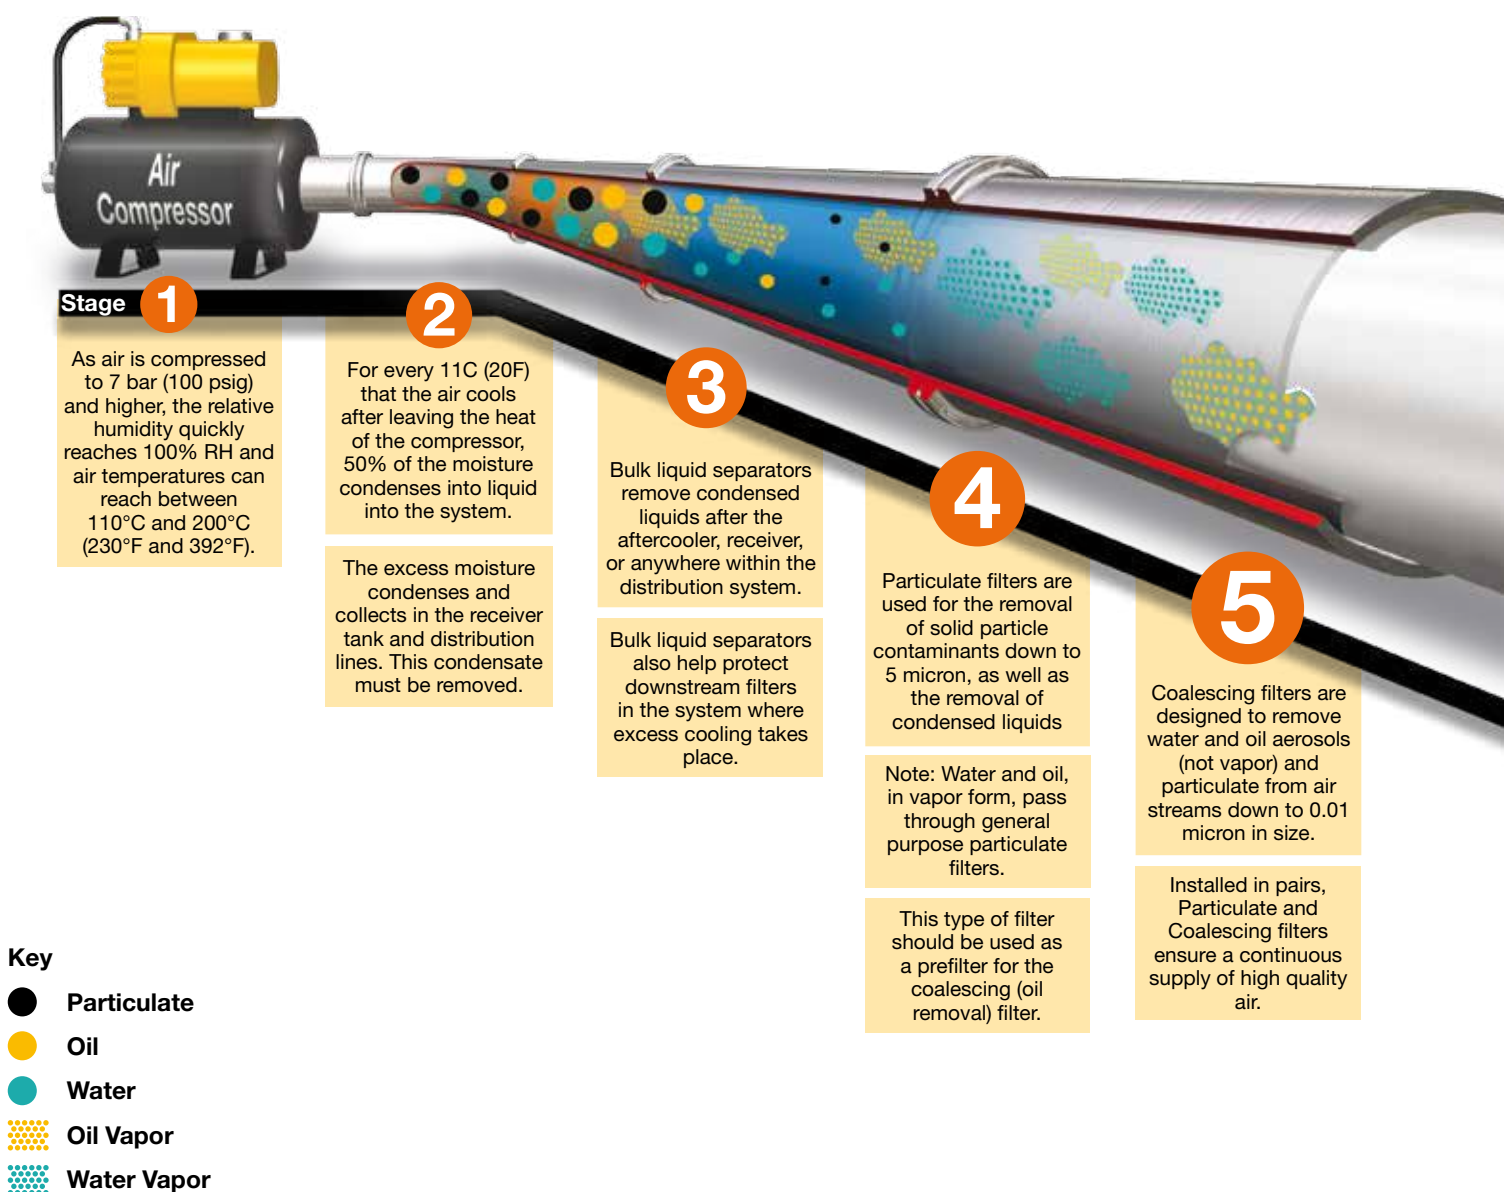 Air
Compressor
Stage 1
As air is compressed
to 7 bar (100 psig)
and higher, the relative
humidity quickly
reaches 100% RH and
air temperatures can
reach between
110°C and 200°C
(230°F and 392°F).
2
For every 11C (20F)
that the air cools
after leaving the heat
of the compressor,
50% of the moisture
condenses into liquid
into the system.
The excess moisture
condenses and
collects in the receiver
tank and distribution
lines. This condensate
must be removed.
3
Bulk liquid separators
remove condensed
liquids after the
aftercooler, receiver,
or anywhere within the
distribution system.
Bulk liquid separators
also help protect
downstream filters
in the system where
excess cooling takes
place.
4
Particulate filters are
used for the removal
of solid particle
contaminants down to
5 micron, as well as
the removal of
condensed liquids
Note: Water and oil,
in vapor form, pass
through general
purpose particulate
filters.
This type of filter
should be used as
a prefilter for the
coalescing (oil
removal) filter.
5
Coalescing filters are
designed to remove
water and oil aerosols
(not vapor) and
particulate from air
streams down to 0.01
micron in size.
Installed in pairs,
Particulate and
Coalescing filters
ensure a continuous
supply of high quality
air.
Key
Particulate
Oil
Water
Oil Vapor
Water Vapor